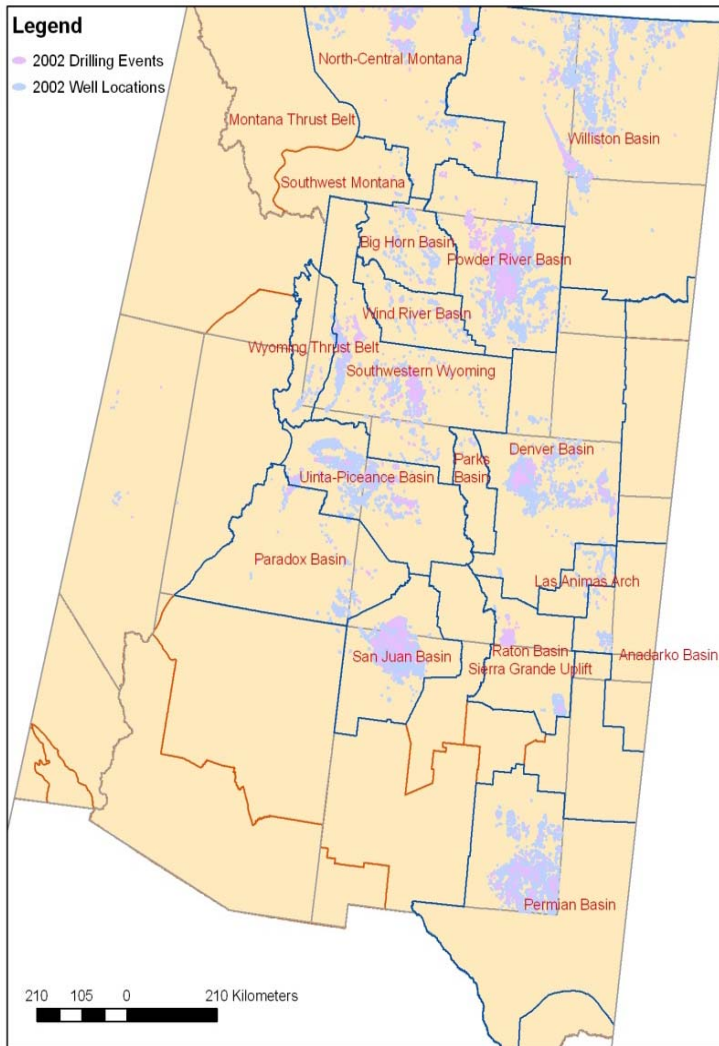 Legend
2002 Drilling Events
2002 Well Locations
North-Central Montana
Montana Thrust Belt
Williston Basin
Southwest Montana
Big Horn Basin
Powder River Basin
Wind River Basin
Wyoming Thrust Belt
Southwestern Wyoming
Denver Basin
Parks
Basin
Uinta-Piceance Basin
Paradox Basin
Las Animas Arch
San Juan Basin
Raton Basin
Anadarko Basin
Sierra Grande Uplift
Permian Basin
210 105 0 210 Kilometers